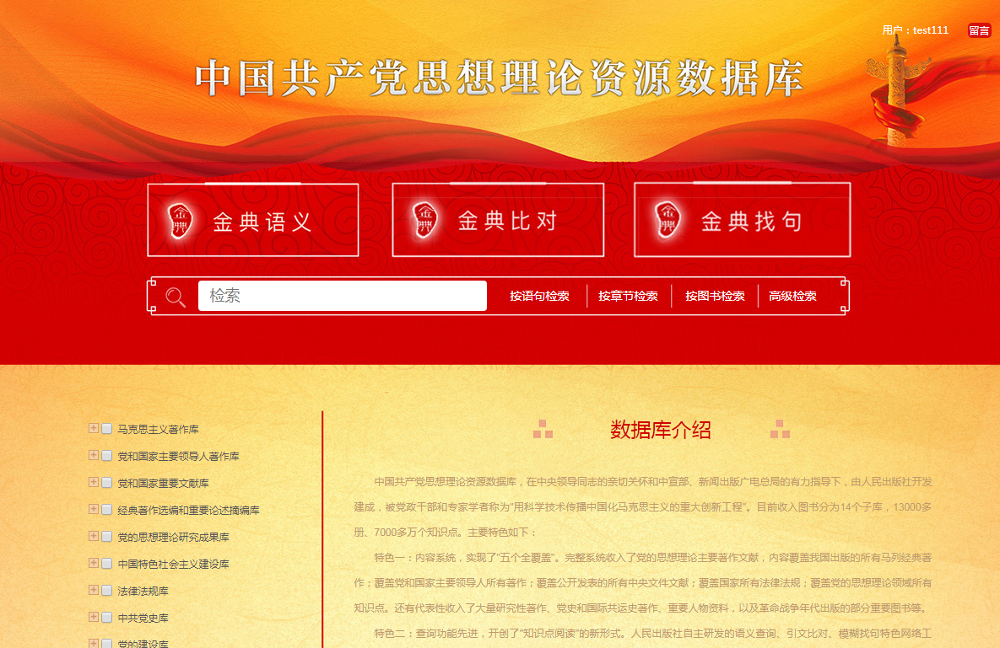 用户：test111 留言
中国共产党思想理论资源数据库
金典 金典语义 金典 金典比对 金典 金典找句
检索 按语句检索 按章节检索 按图书检索 高级检索
马克思主义著作库
党和国家主要领导人著作库
党和国家重要文献库
经典著作选编和重要论述摘编库
党的思想理论研究成果库
中国特色社会主义建设库
法律法规库
中共党史库
党的建设库
数据库介绍
中国共产党思想理论资源数据库，在中央领导同志的亲切关怀和中宣部、新闻出版广电总局的有力指导下，由人民出版社开发
建成，被党政干部和专家学者称为"用科学技术传播中国化马克思主义的重大创新工程"。目前收入图书分为14个子库，13000多
册、7000多万个知识点。主要特色如下：
特色一：内容系统，实现了"五个全覆盖"。完整系统收入了党的思想理论主要著作文献，内容覆盖我国出版的所有马列经典著
作；覆盖党和国家主要领导人所有著作；覆盖公开发表的所有中央文件文献；覆盖国家所有法律法规；覆盖党的思想理论领域所有
知识点。还有代表性收入了大量研究性著作、党史和国际共运史著作、重要人物资料，以及革命战争年代出版的部分重要图书等。
特色二：查询功能先进，开创了"知识点阅读"的新形式。人民出版社自主研发的语义查询、引文比对、模糊找句特色网络工